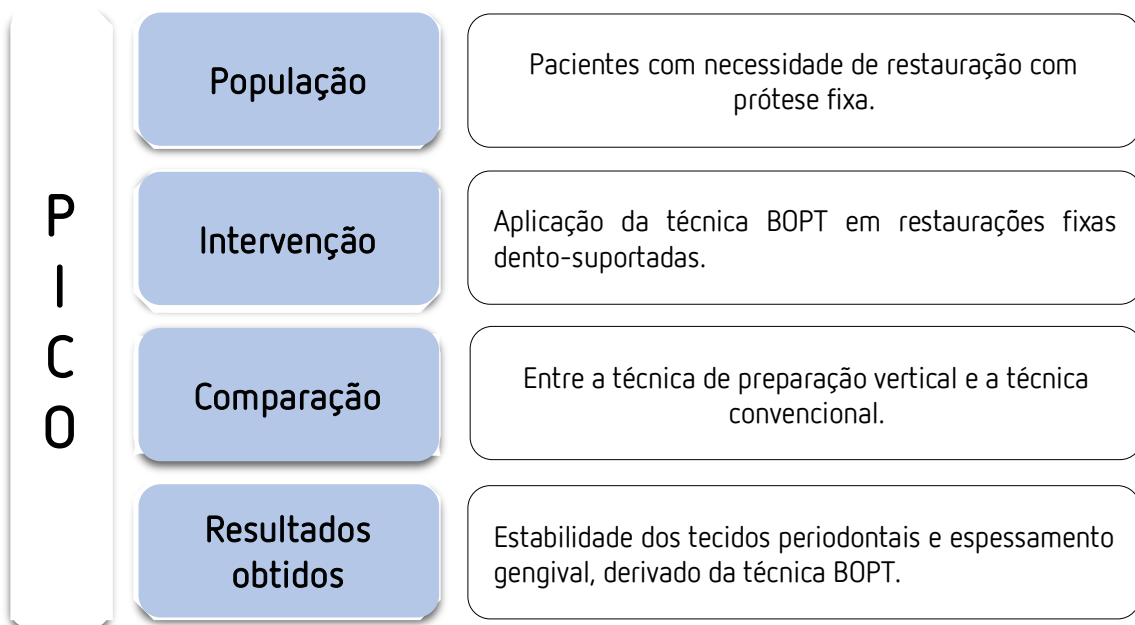 P
I
C
O
População
Pacientes com necessidade de restauração com
prótese fixa.
Intervenção
Aplicação da técnica BOPT em restaurações fixas
dento-suportadas.
Comparação
Entre a técnica de preparação vertical e a técnica
convencional.
Resultados
obtidos
Estabilidade dos tecidos periodontais e espessamento
gengival, derivado da técnica BOPT.